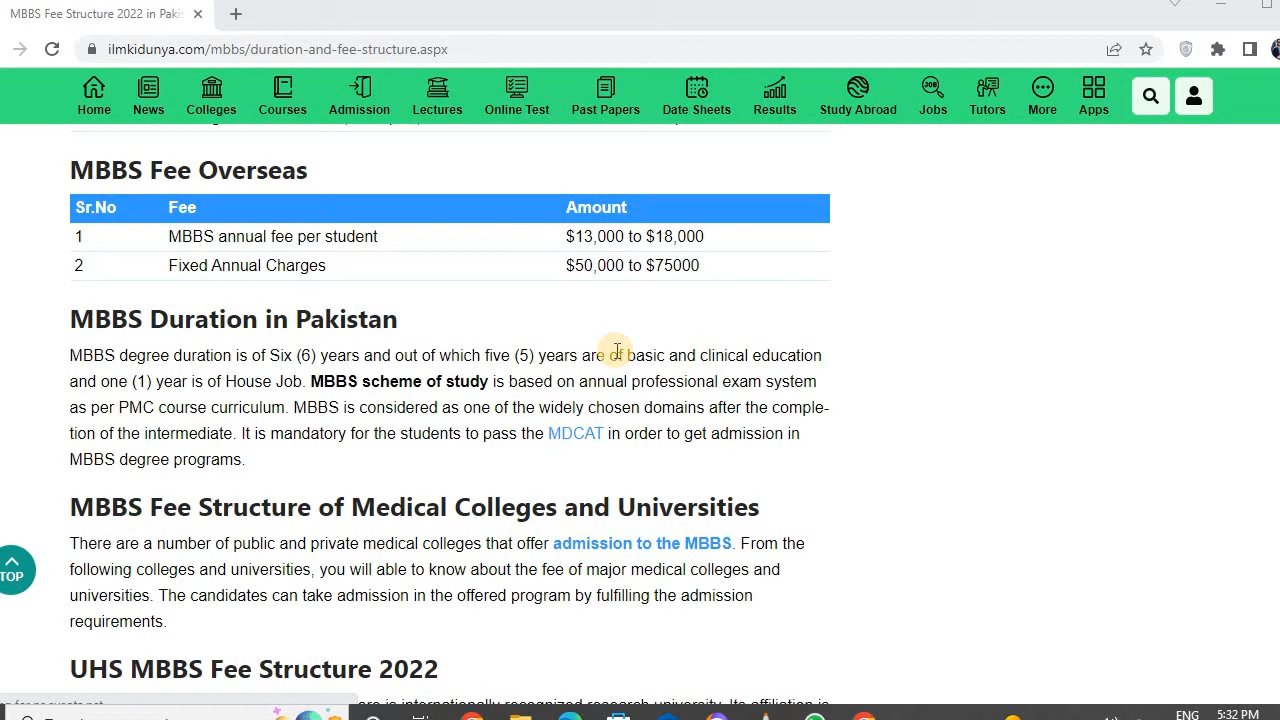 MBBS Fee Structure 2022 in Paki
ilmkidunya.com/mbbs/duration-and-fee-structure.aspx
Home News Colleges Courses Admission Lectures Online Test Past Papers Date Sheets Results Study Abroad Jobs Tutors More Apps
MBBS Fee Overseas
Sr.No Fee Amount
1 MBBS annual fee per student $13,000 to $18,000
2 Fixed Annual Charges $50,000 to $75000
MBBS Duration in Pakistan
MBBS degree duration is of Six (6) years and out of which five (5) years are of basic and clinical education
and one (1) year is of House Job. MBBS scheme of study is based on annual professional exam system
as per PMC course curriculum. MBBS is considered as one of the widely chosen domains after the comple-
tion of the intermediate. It is mandatory for the students to pass the MDCAT in order to get admission in
MBBS degree programs.
MBBS Fee Structure of Medical Colleges and Universities
There are a number of public and private medical colleges that offer admission to the MBBS. From the
following colleges and universities, you will able to know about the fee of major medical colleges and
TOP
universities. The candidates can take admission in the offered program by fulfilling the admission
requirements.
UHS MBBS Fee Structure 2022
is internationally recognized research university. Its affiliation is
ENG 5:32 PM